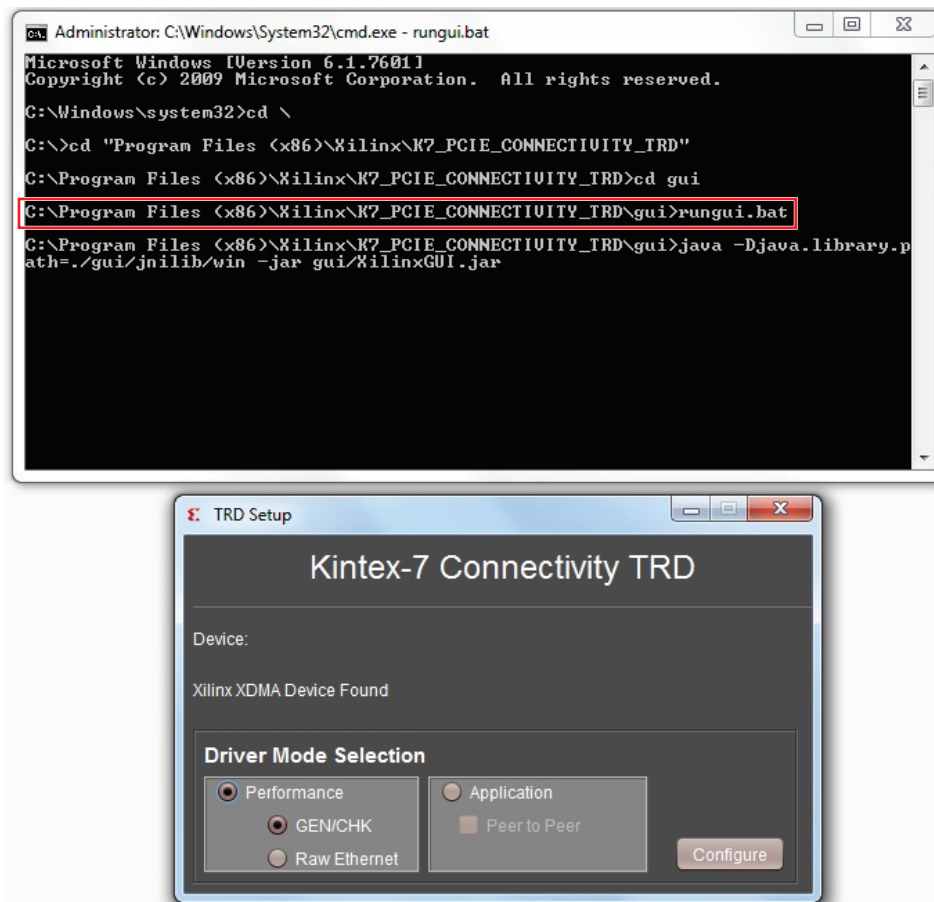 Administrator: C:\Windows\System32\cmd.exe - rungui.bat
Microsoft Windows [Version 6.1.7601]
Copyright (c) 2009 Microsoft Corporation.  All rights reserved.
C:\Windows\system32>cd \
C:\>cd "Program Files (x86)\Xilinx\K7_PCIE_CONNECTIVITY_TRD"
C:\Program Files (x86)\Xilinx\K7_PCIE_CONNECTIVITY_TRD>cd gui
C:\Program Files (x86)\Xilinx\K7_PCIE_CONNECTIVITY_TRD\gui>rungui.bat
C:\Program Files (x86)\Xilinx\K7_PCIE_CONNECTIVITY_TRD\gui>java -Djava.library.p
ath=./gui/jnilib/win -jar gui/XilinxGUI.jar
TRD Setup
Kintex-7 Connectivity TRD
Device:
Xilinx XDMA Device Found
Driver Mode Selection
Performance
Application
GEN/CHK
Peer to Peer
Raw Ethernet
Configure